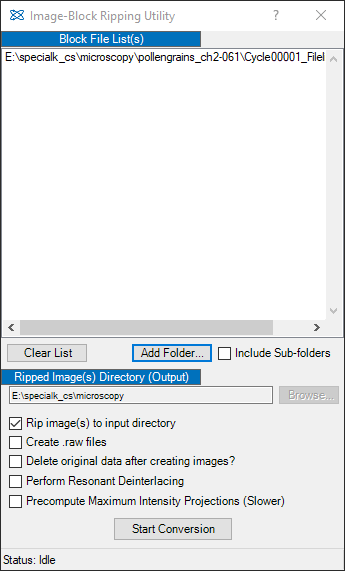 Image-Block Ripping Utility
Block File List(s)
E:\specialk_cs\microscopy\pollengrains_ch2-061\Cycle00001_Filel
Clear List
Add Folder...
Include Sub-folders
Ripped Image(s) Directory (Output)
E:\specialk_cs\microscopy
Browse...
Rip image(s) to input directory
Create .raw files
Delete original data after creating images?
Perform Resonant Deinterlacing
Precompute Maximum Intensity Projections (Slower)
Start Conversion
Status: Idle